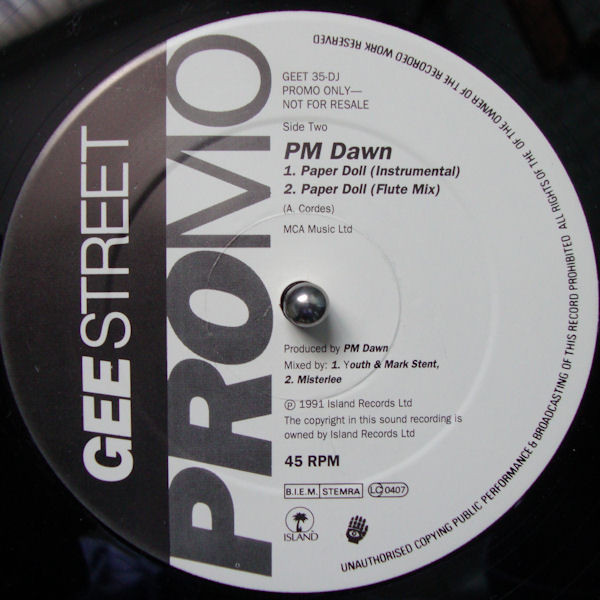 GEE STREET
PROMO
GEET 35-DJ
PROMO ONLY—
NOT FOR RESALE
Side Two
PM Dawn
1. Paper Doll (Instrumental)
2. Paper Doll (Flute Mix)
(A. Cordes)
MCA Music Ltd
Produced by PM Dawn
Mixed by: 1. Youth & Mark Stent,
2. Misterlee
℗ 1991 Island Records Ltd
The copyright in this sound recording is
owned by Island Records Ltd
45 RPM
B.I.E.M. STEMRA LC 0407
ISLAND
UNAUTHORISED COPYING PUBLIC PERFORMANCE & BROADCASTING OF THIS RECORD PROHIBITED ALL RIGHTS OF THE OF THE OWNER OF THE RECORDED WORK RESERVED